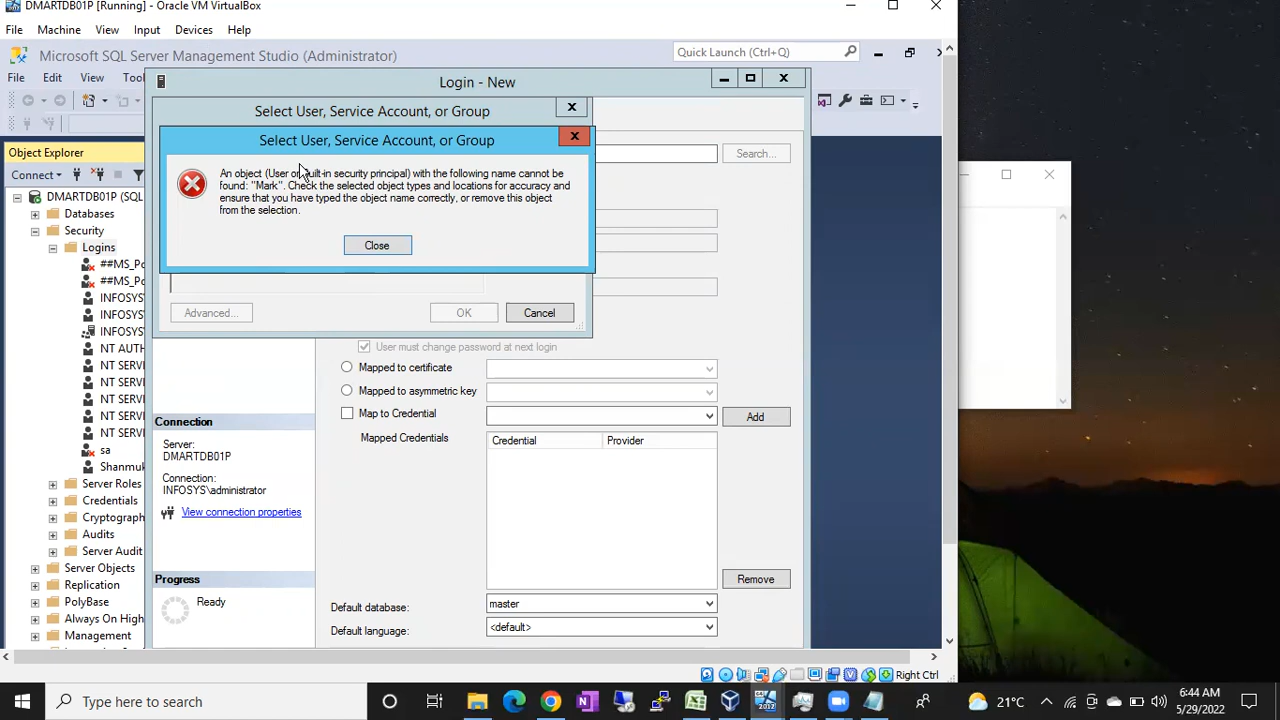 DMARTDB01P [Running] - Oracle VM VirtualBox
File Machine View Input Devices Help
Microsoft SQL Server Management Studio (Administrator)
Quick Launch (Ctrl+Q)
File Edit View
Login - New
Select User, Service Account, or Group
Select User, Service Account, or Group
An object (User or built-in security principal) with the following name cannot be
found: "Mark". Check the selected object types and locations for accuracy and
ensure that you have typed the object name correctly, or remove this object
from the selection.
Close
Search...
Advanced...
OK
Cancel
Object Explorer
Connect
DMARTDB01P (SQL
Databases
Security
Logins
##MS_Po
##MS_Po
INFOSYS
INFOSYS
INFOSYS
NT AUTH
NT SERV
NT SERV
NT SERV
NT SERV
NT SERV
sa
Shanmuk
Server Roles
Credentials
Cryptograph
Audits
Server Audit
Server Objects
Replication
PolyBase
Always On High
Management
Connection
Server:
DMARTDB01P
Connection:
INFOSYS\administrator
View connection properties
Progress
Ready
User must change password at next login
Mapped to certificate
Mapped to asymmetric key
Map to Credential
Add
Mapped Credentials
Credential Provider
Remove
Default database:
master
Default language:
<default>
Right Ctrl
Type here to search
21°C
6:44 AM
5/29/2022